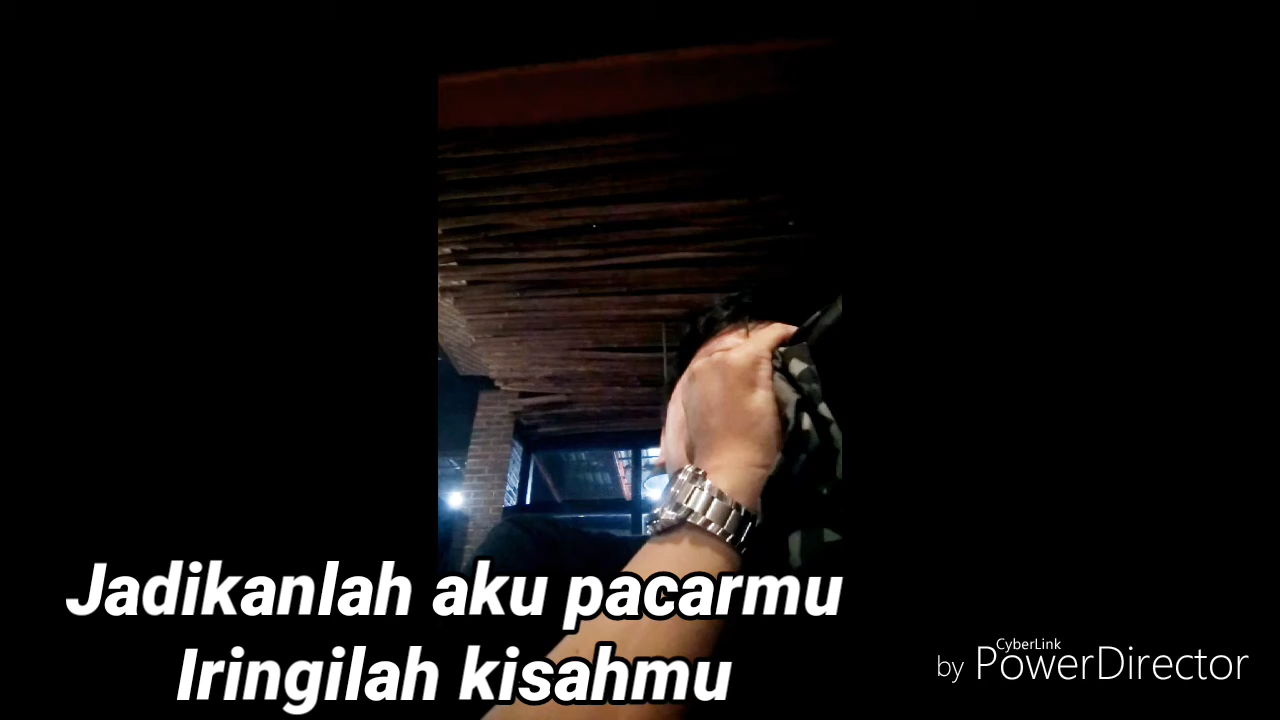 Jadikanlah aku pacarmu
Iringilah kisahmu
CyberLink
by PowerDirector